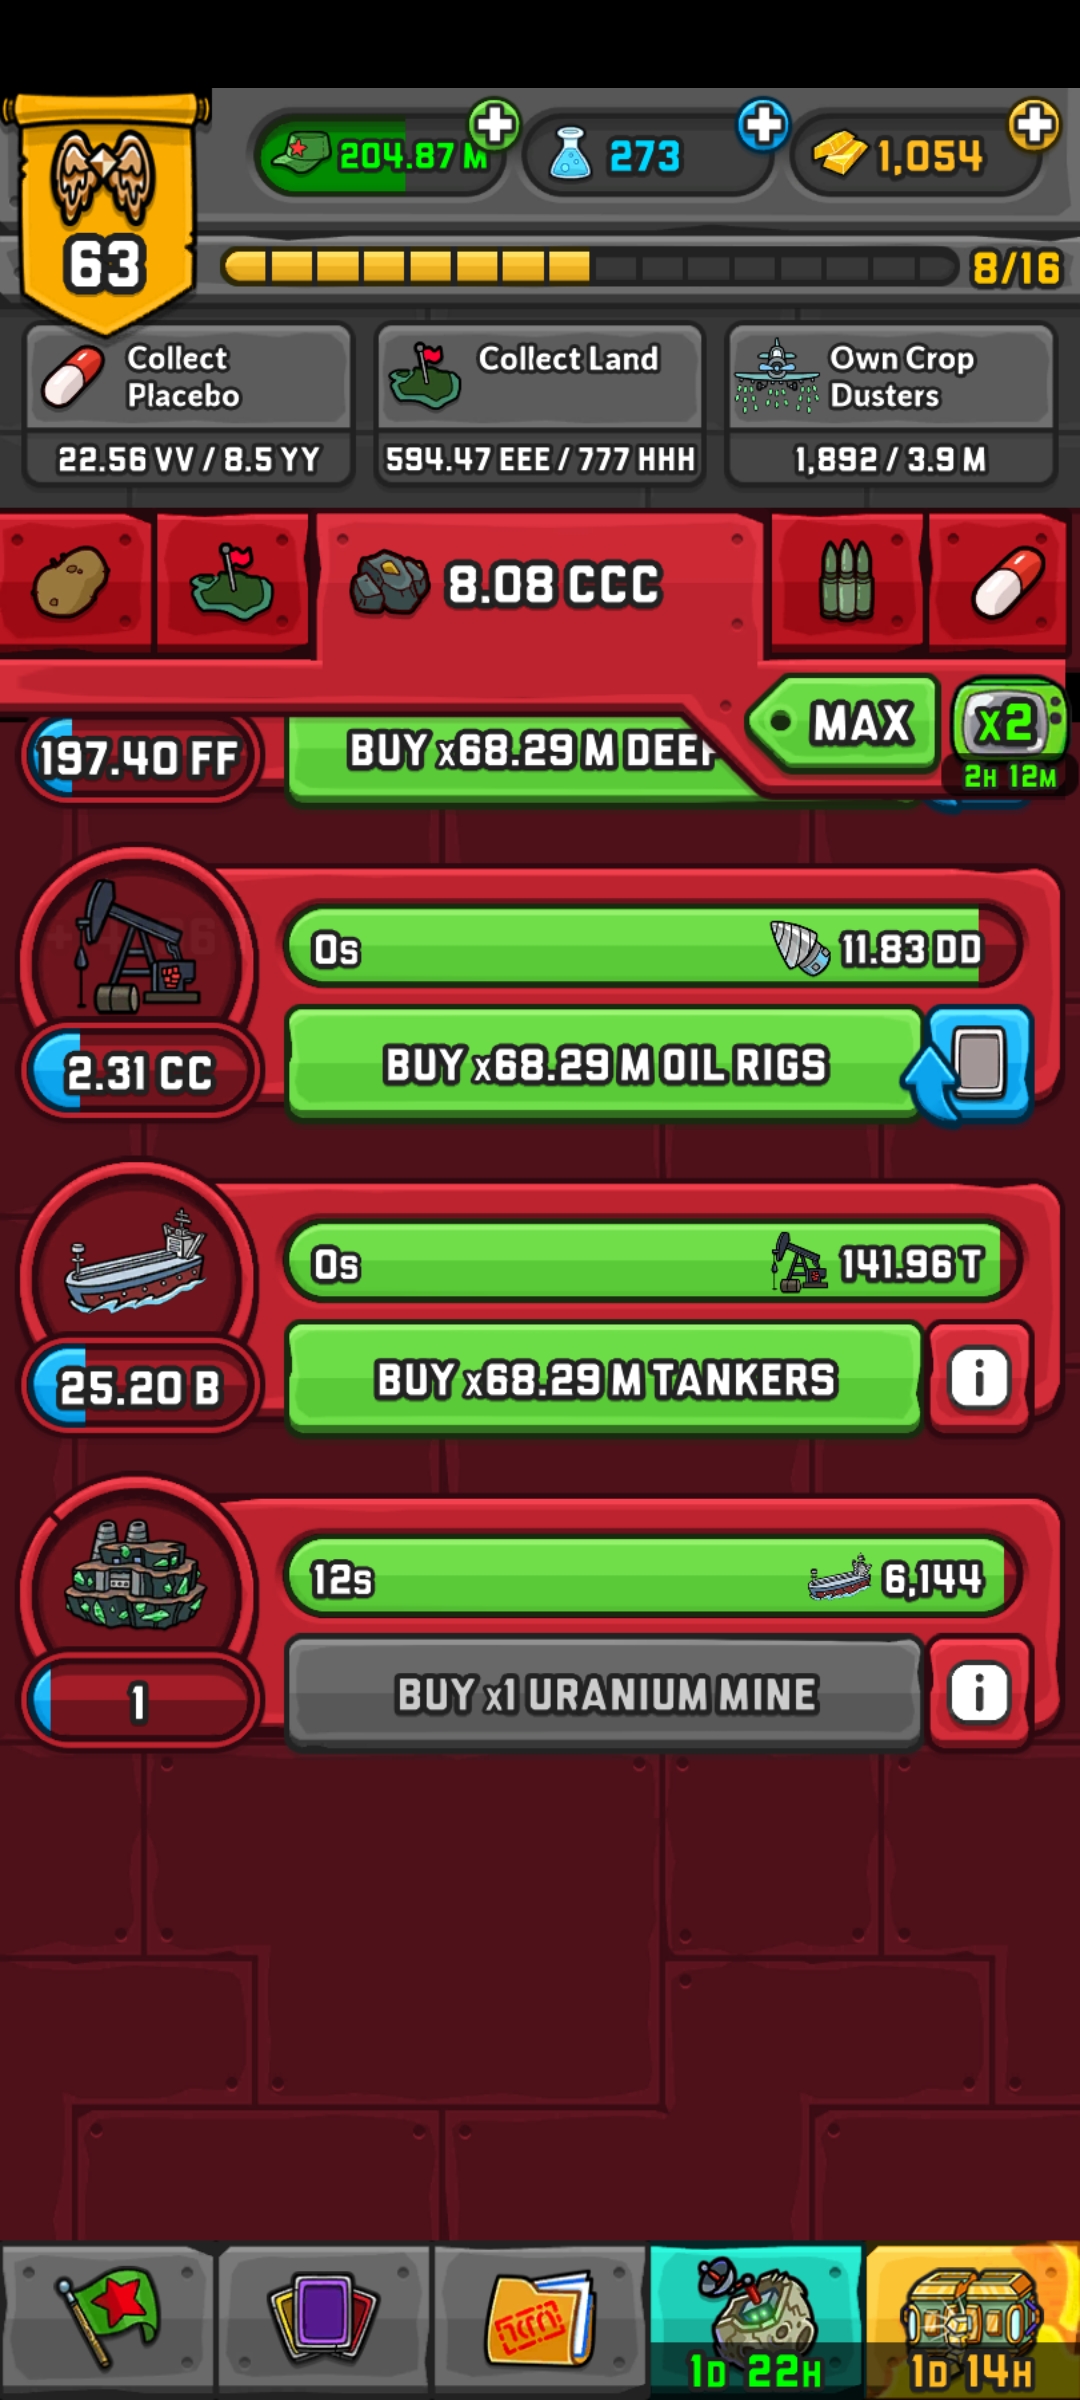 204.87 M
273
1,054
63
8/16
Collect
Placebo
22.56 VV / 8.5 YY
Collect Land
594.47 EEE / 777 HHH
Own Crop
Dusters
1,892 / 3.9 M
8.08 CCC
MAX
X2
2H 12M
197.40 FF
BUY x68.29 M DEEP
0s
11.83 DD
2.31 CC
BUY x68.29 M OIL RIGS
0s
141.96 T
25.20 B
BUY x68.29 M TANKERS
i
12s
6,144
1
BUY x1 URANIUM MINE
i
1D 22H
1D 14H